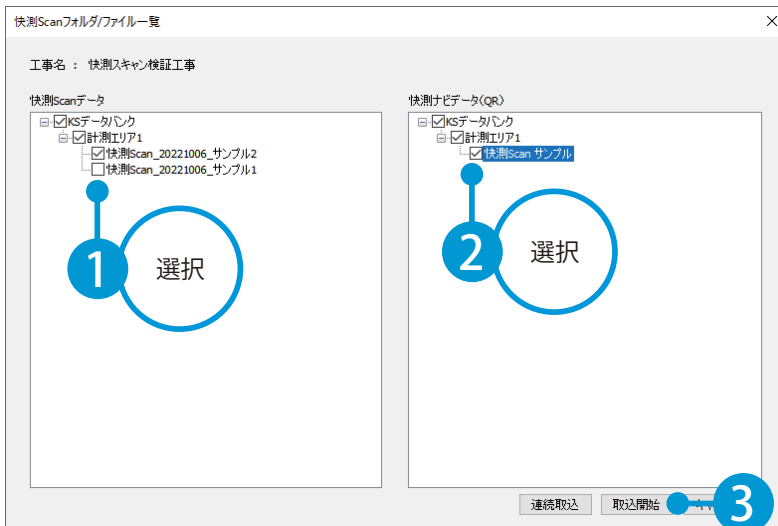 快測Scanフォルダ/ファイル一覧
工事名 : 快測スキャン検証工事
快測Scanデータ
KSデータバンク
計測エリア1
快測Scan_20221006_サンプル2
快測Scan_20221006_サンプル1
1
選択
快測ナビデータ(QR)
KSデータバンク
計測エリア1
快測Scan サンプル
2
選択
連続取込
取込開始
3